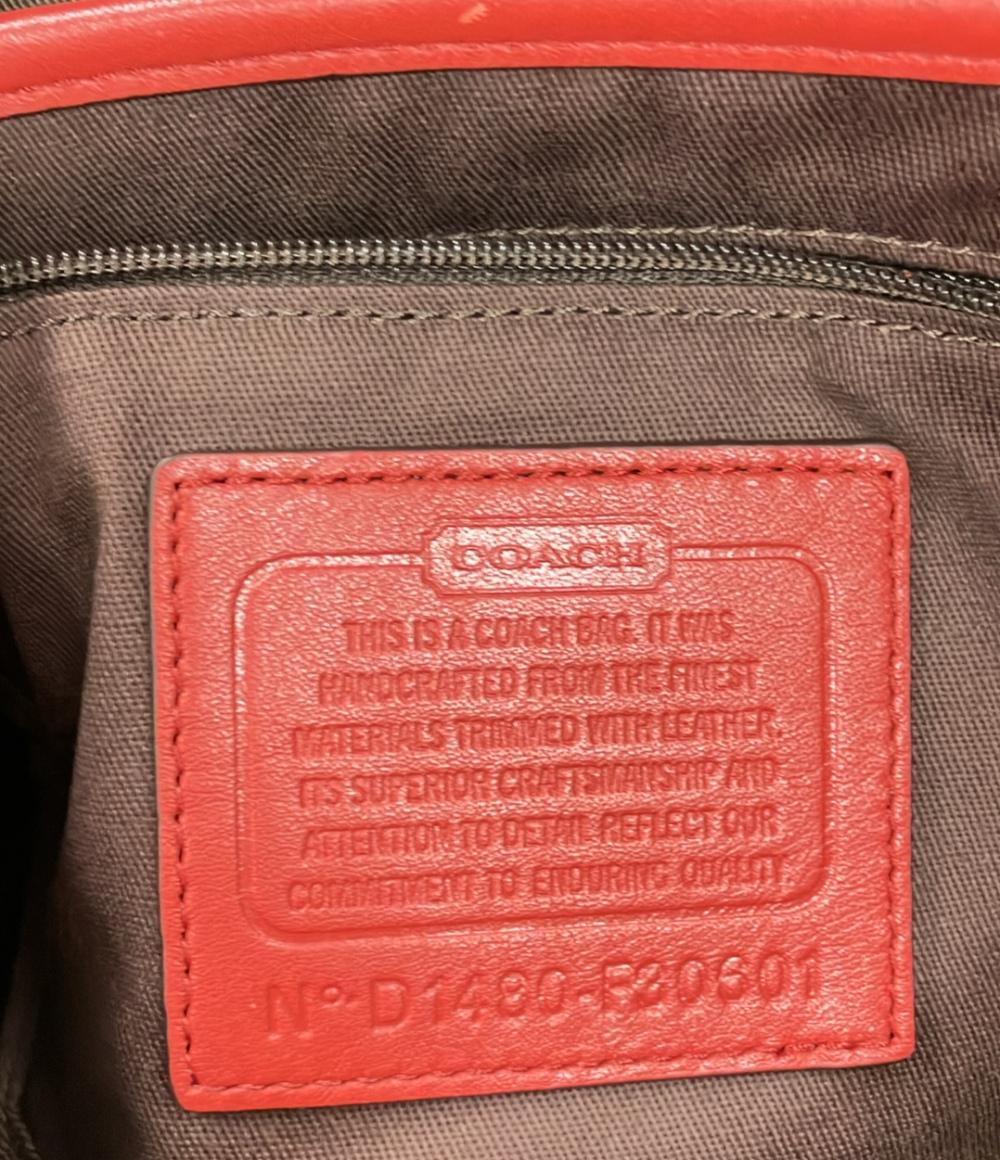 COACH
THIS IS A COACH BAG. IT WAS
HANDCRAFTED FROM THE FINEST
MATERIALS TRIMMED WITH LEATHER.
ITS SUPERIOR CRAFTSMANSHIP AND
ATTENTION TO DETAIL REFLECT OUR
COMMITMENT TO ENDURING QUALITY.
Nº D1480-F30601